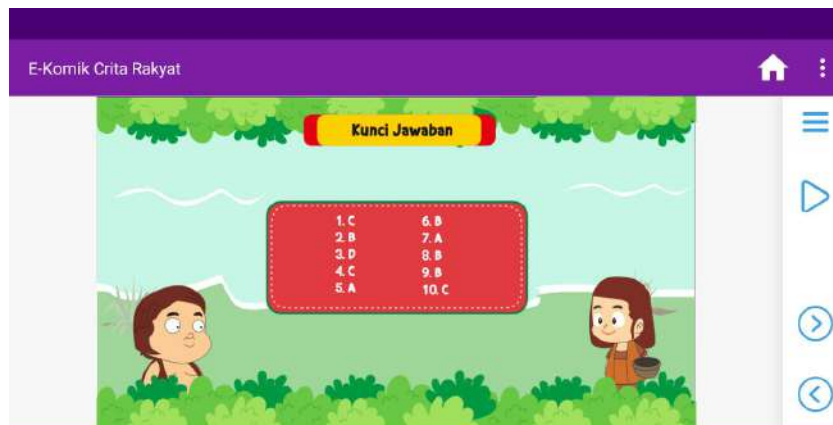 E-Komik Crita Rakyat
Kunci Jawaban
1. C
2. B
3. D
4. C
5. A
6. B
7. A
8. B
9. B
10. C